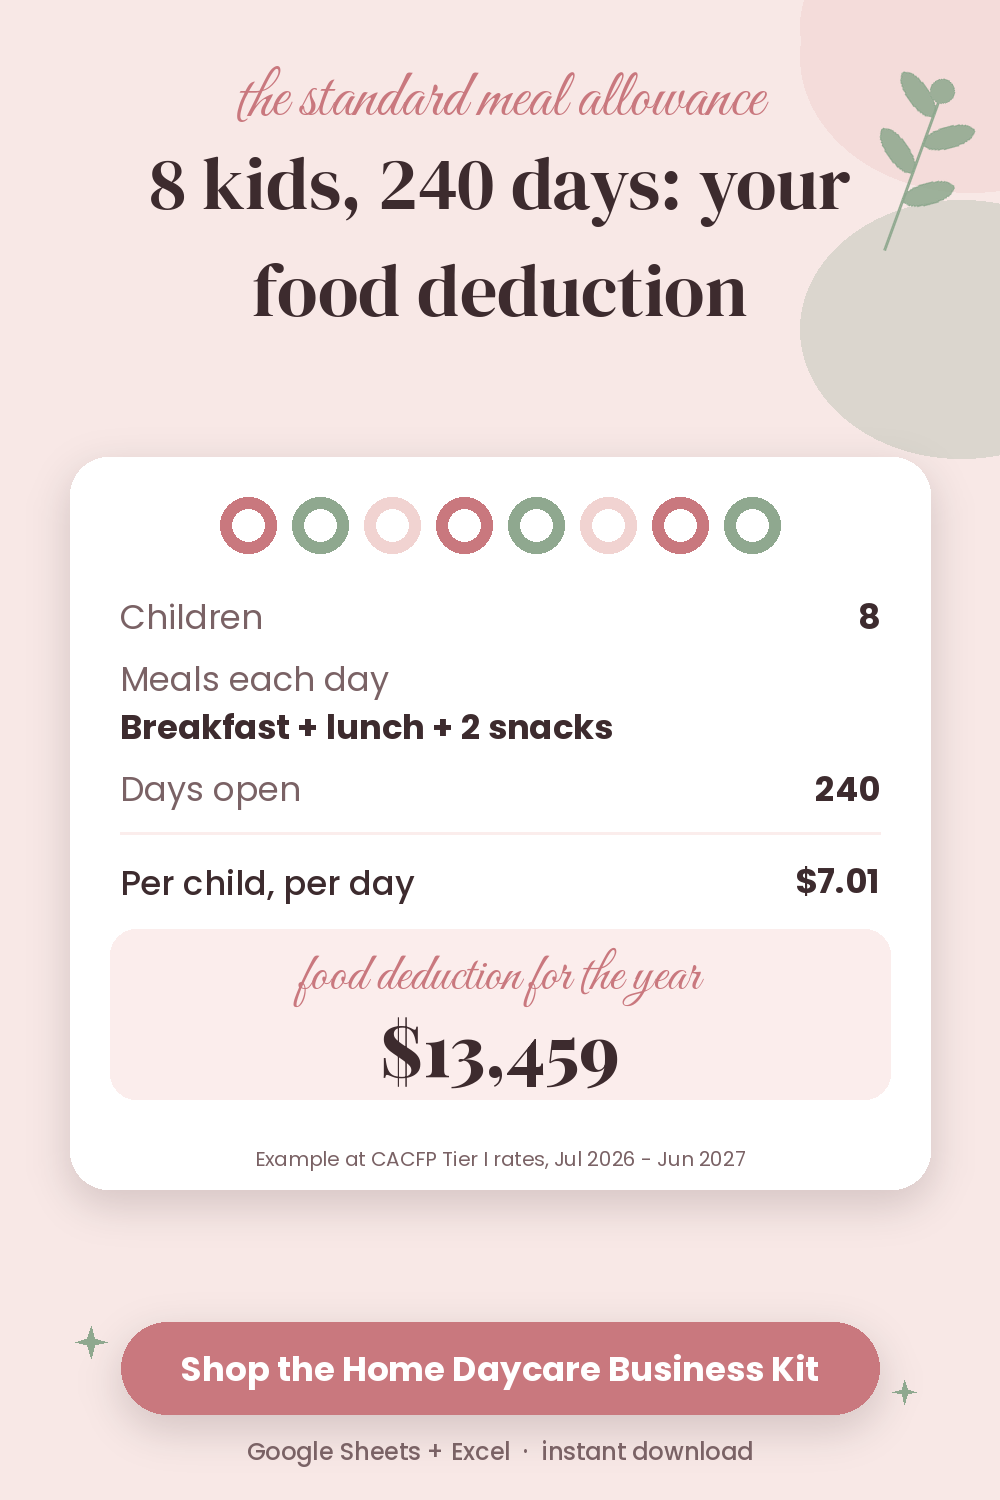 the standard meal allowance
8 kids, 240 days: your
food deduction
Children 8
Meals each day
Breakfast + lunch + 2 snacks
Days open 240
Per child, per day $7.01
food deduction for the year
$13,459
Example at CACFP Tier I rates, Jul 2026 - Jun 2027
Shop the Home Daycare Business Kit
Google Sheets + Excel · instant download